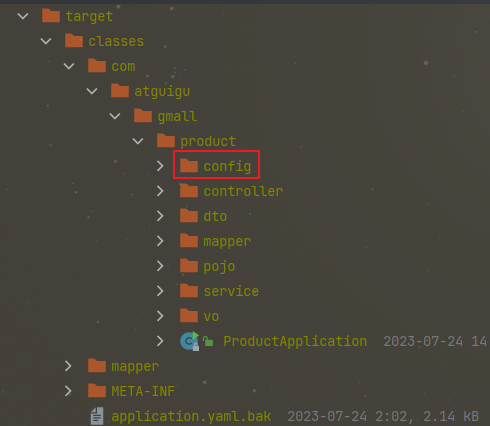 target
classes
com
atguigu
gmall
product
config
controller
dto
mapper
pojo
service
vo
ProductApplication 2023-07-24 14
mapper
META-INF
application.yaml.bak 2023-07-24 2:02, 2.14 kB